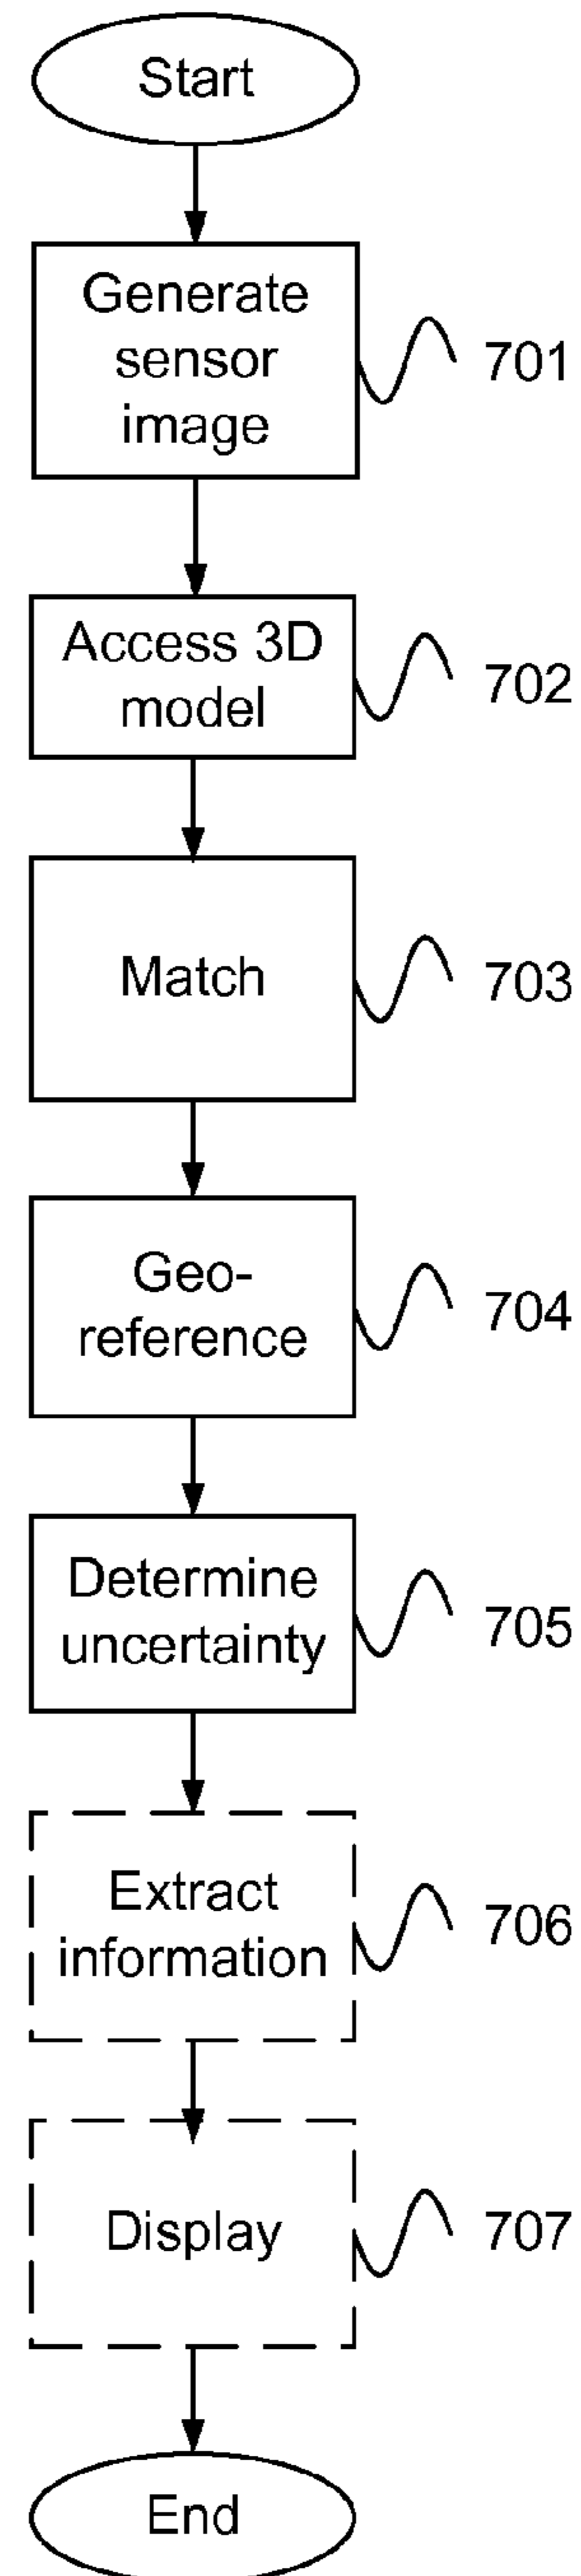 Start
Generate
sensor
image
701
Access 3D
model
702
Match
703
Geo-
reference
704
Determine
uncertainty
705
Extract
information
706
Display
707
End